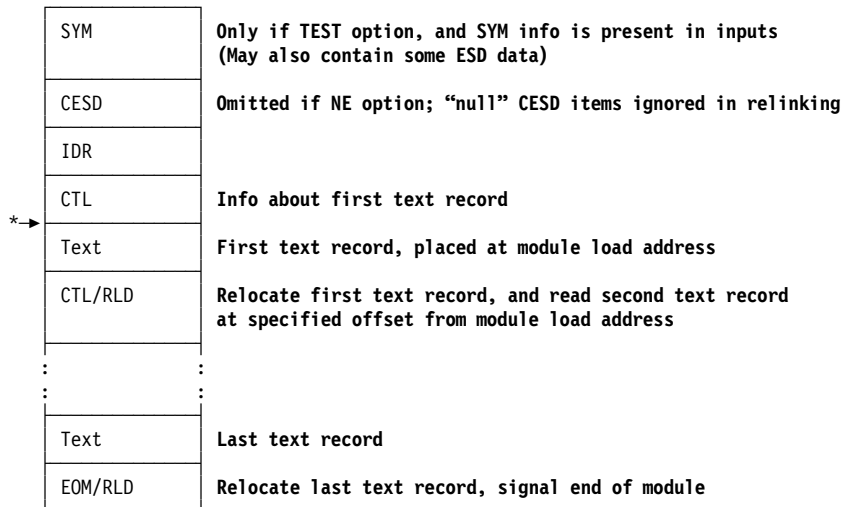 SYM Only if TEST option, and SYM info is present in inputs
(May also contain some ESD data)
CESD Omitted if NE option; “null” CESD items ignored in relinking
IDR
CTL Info about first text record
*
Text First text record, placed at module load address
CTL/RLD Relocate first text record, and read second text record
at specified offset from module load address
: :
: :
Text Last text record
EOM/RLD Relocate last text record, signal end of module